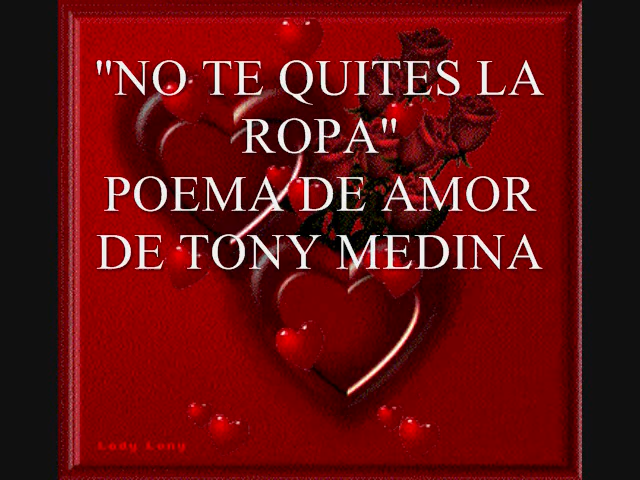 "NO TE QUITES LA
ROPA"
POEMA DE AMOR
DE TONY MEDINA
Lady Lony